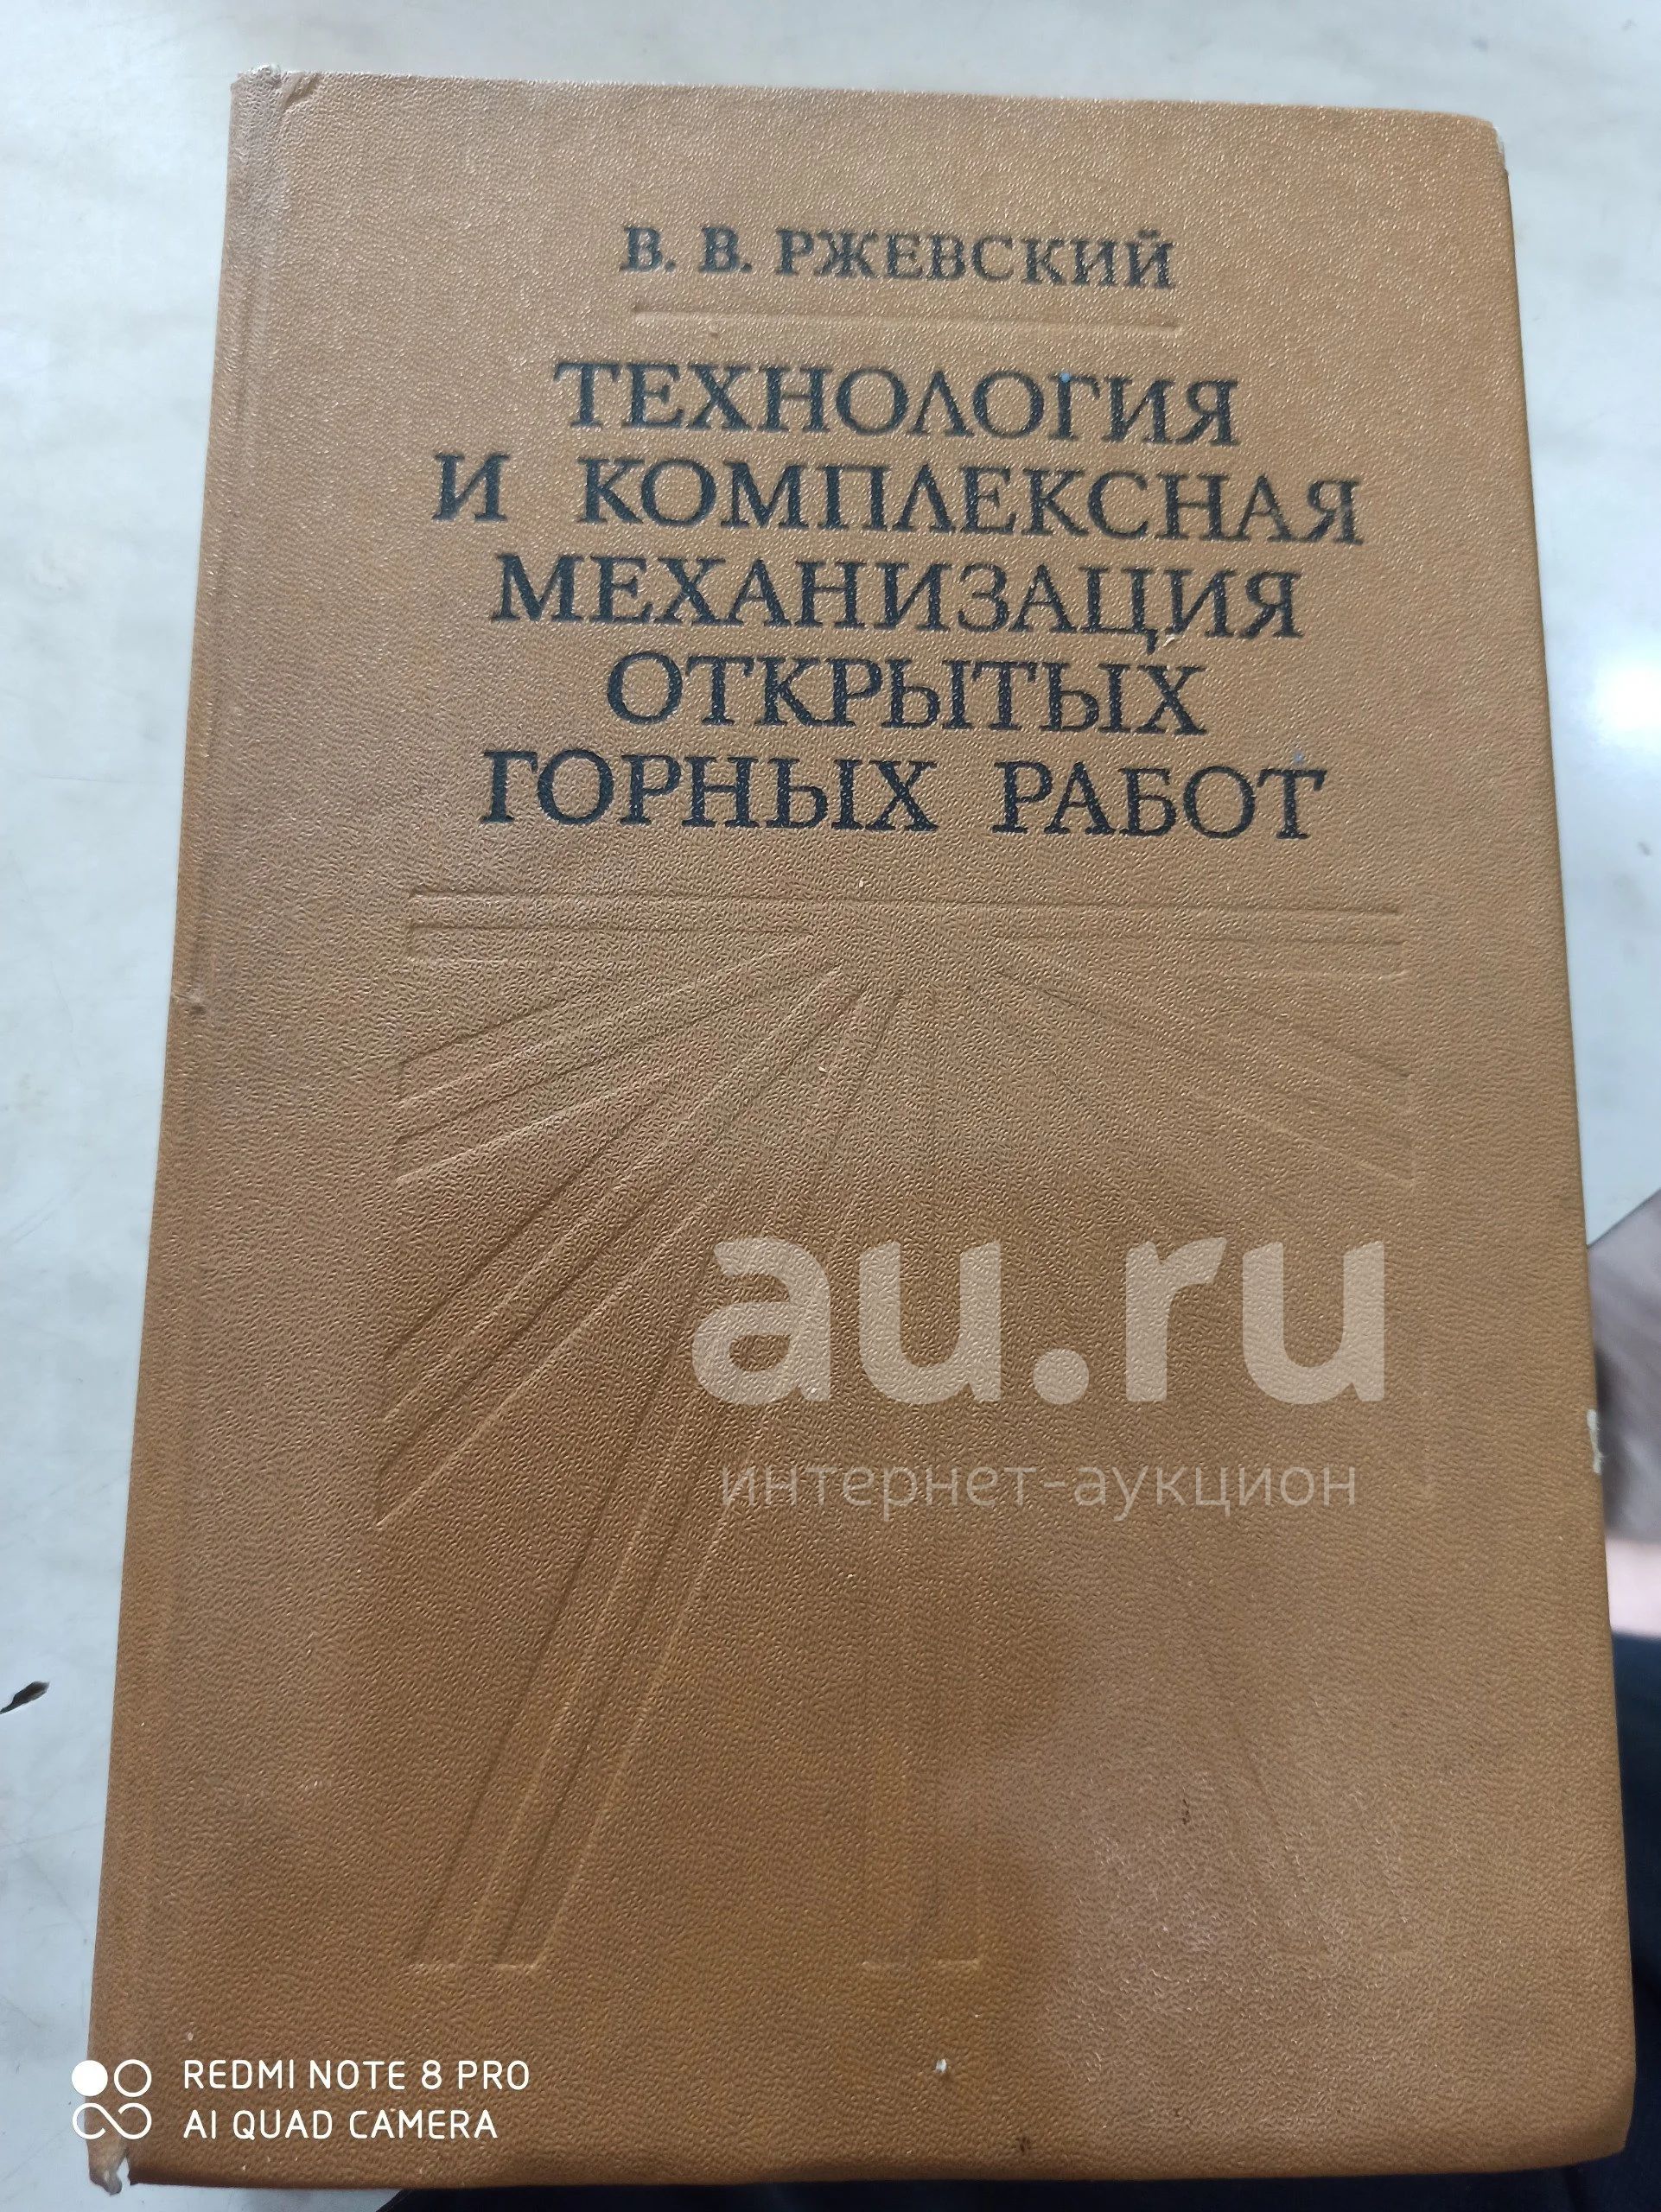 В. В. РЖЕВСКИЙ
ТЕХНОЛОГИЯ
И КОМПЛЕКСНАЯ
МЕХАНИЗАЦИЯ
ОТКРЫТЫХ
ГОРНЫХ РАБОТ
au.ru
интернет-аукцион
REDMI NOTE 8 PRO
AI QUAD CAMERA